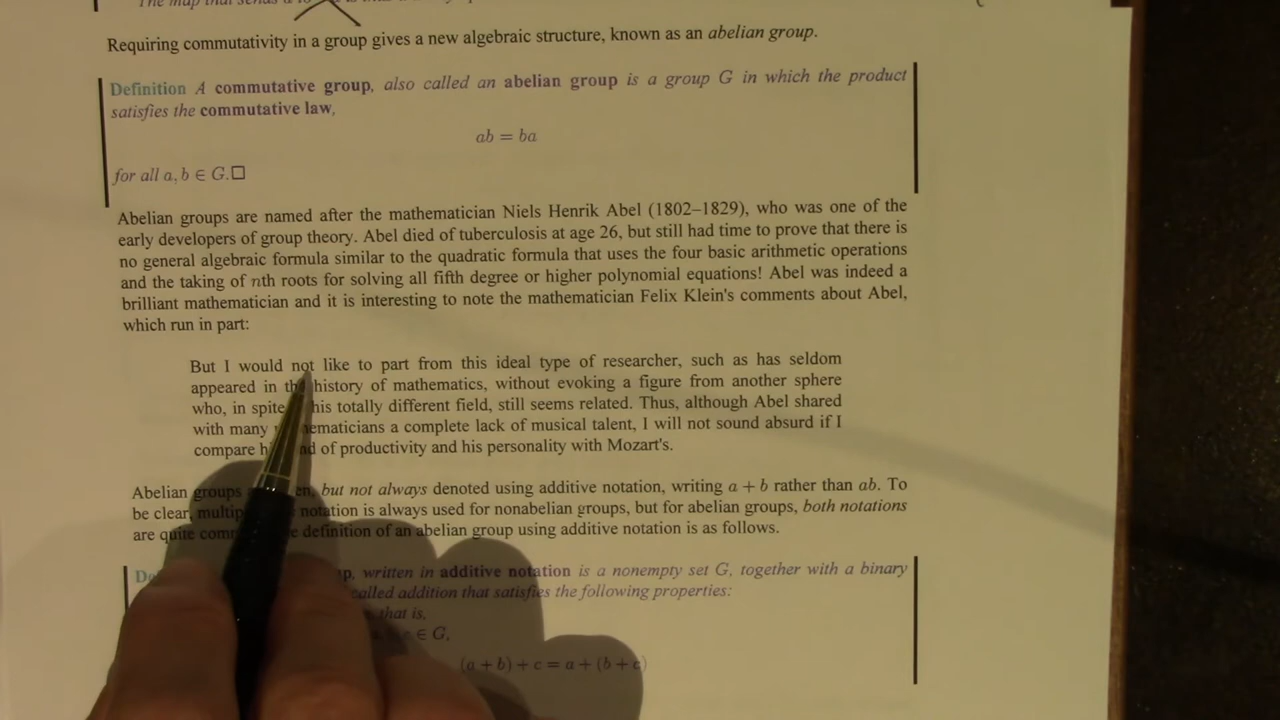 The map that sends a to
Requiring commutativity in a group gives a new algebraic structure, known as an abelian group.
Definition A commutative group, also called an abelian group is a group G in which the product
satisfies the commutative law,
ab = ba
for all a, b ∈ G.□
Abelian groups are named after the mathematician Niels Henrik Abel (1802–1829), who was one of the
early developers of group theory. Abel died of tuberculosis at age 26, but still had time to prove that there is
no general algebraic formula similar to the quadratic formula that uses the four basic arithmetic operations
and the taking of nth roots for solving all fifth degree or higher polynomial equations! Abel was indeed a
brilliant mathematician and it is interesting to note the mathematician Felix Klein's comments about Abel,
which run in part:
But I would not like to part from this ideal type of researcher, such as has seldom
appeared in the history of mathematics, without evoking a figure from another sphere
who, in spite his totally different field, still seems related. Thus, although Abel shared
with many ematicians a complete lack of musical talent, I will not sound absurd if I
compare nd of productivity and his personality with Mozart's.
Abelian groups en, but not always denoted using additive notation, writing a + b rather than ab. To
be clear, multip notation is always used for nonabelian groups, but for abelian groups, both notations
are quite com e definition of an abelian group using additive notation is as follows.
p, written in additive notation is a nonempty set G, together with a binary
called addition that satisfies the following properties:
that is,
∈ G,
(a + b) + c = a + (b + c)